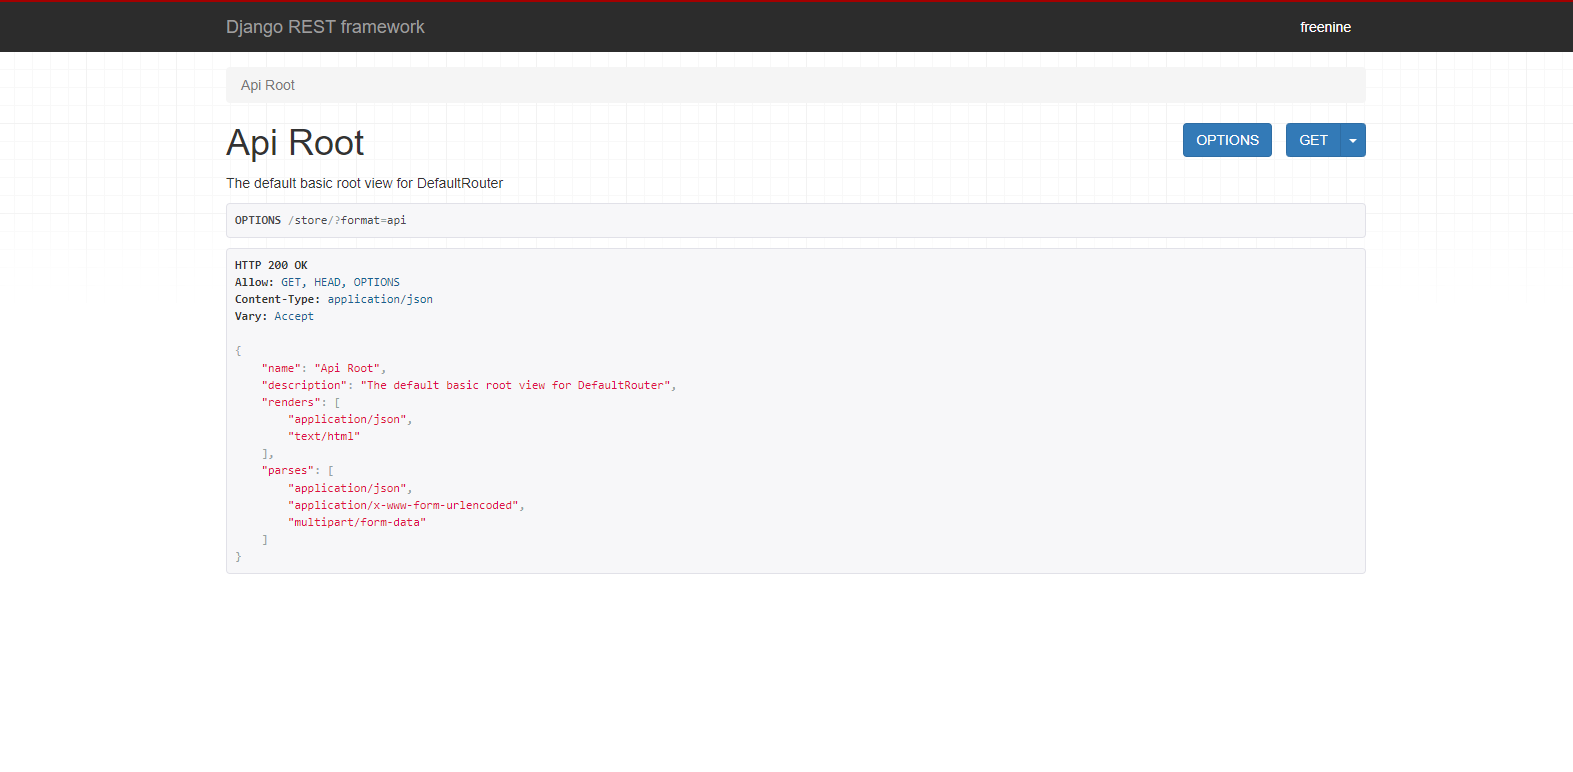 Django REST framework
freenine
Api Root
Api Root
OPTIONS
GET
The default basic root view for DefaultRouter
OPTIONS /store/?format=api
HTTP 200 OK
Allow: GET, HEAD, OPTIONS
Content-Type: application/json
Vary: Accept
{
    "name": "Api Root",
    "description": "The default basic root view for DefaultRouter",
    "renders": [
        "application/json",
        "text/html"
    ],
    "parses": [
        "application/json",
        "application/x-www-form-urlencoded",
        "multipart/form-data"
    ]
}